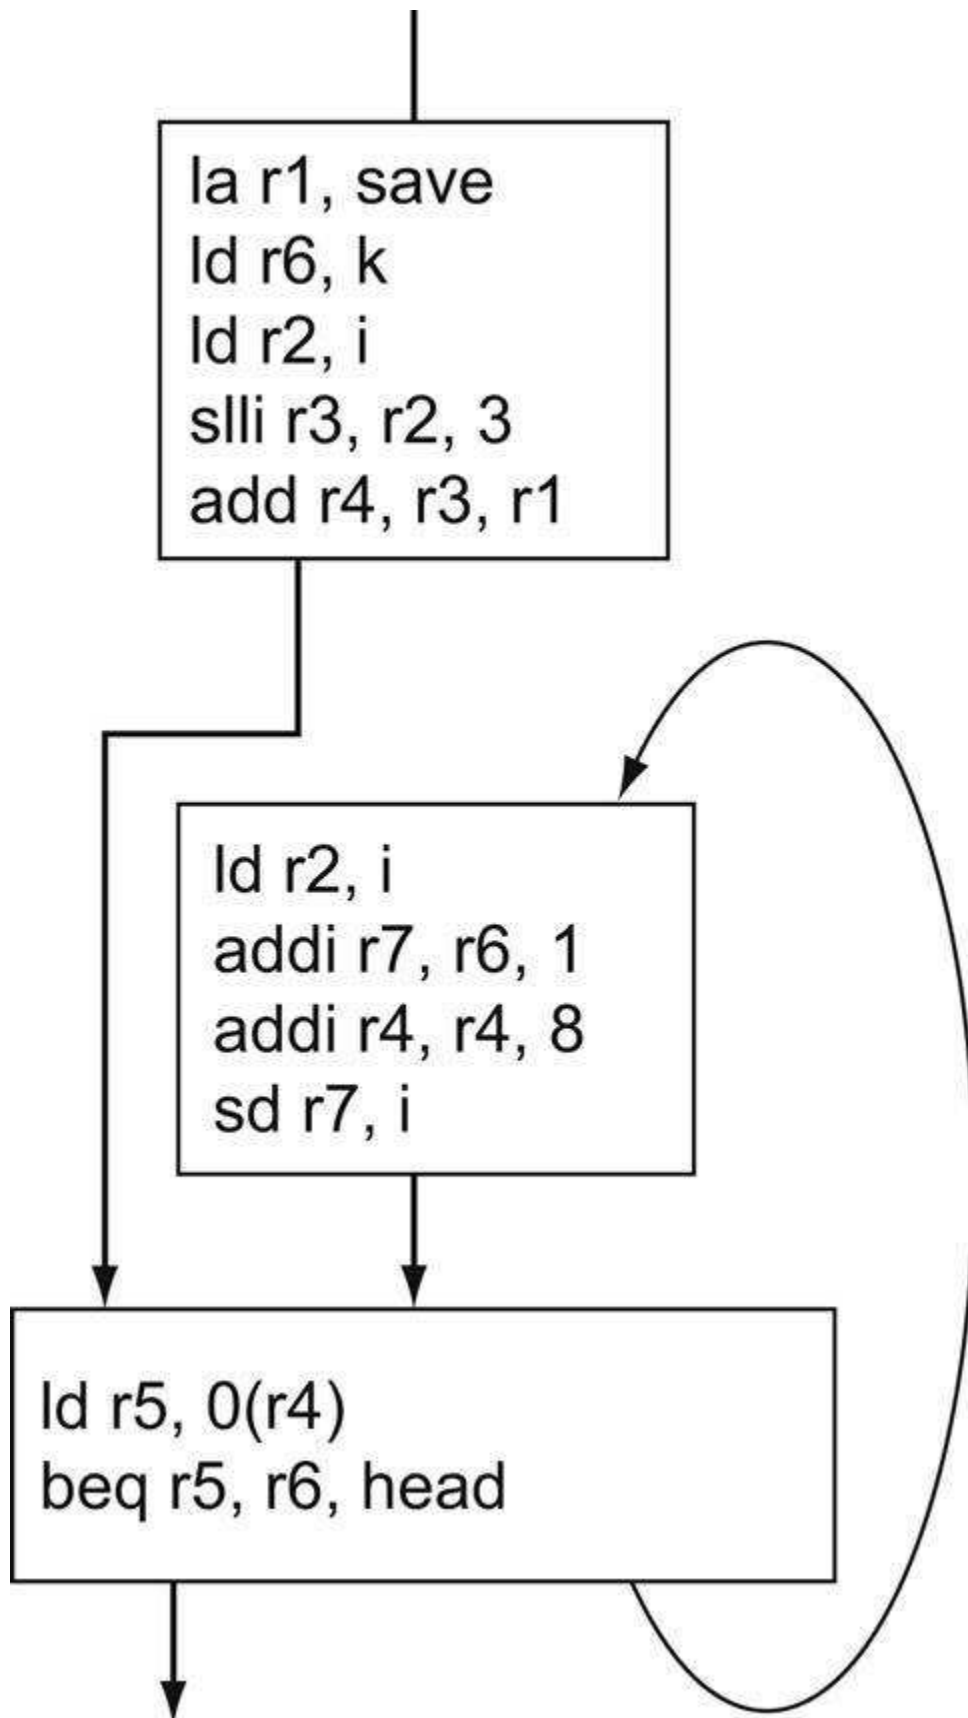 la r1, save
ld r6, k
ld r2, i
slli r3, r2, 3
add r4, r3, r1
ld r2, i
addi r7, r6, 1
addi r4, r4, 8
sd r7, i
ld r5, 0(r4)
beq r5, r6, head